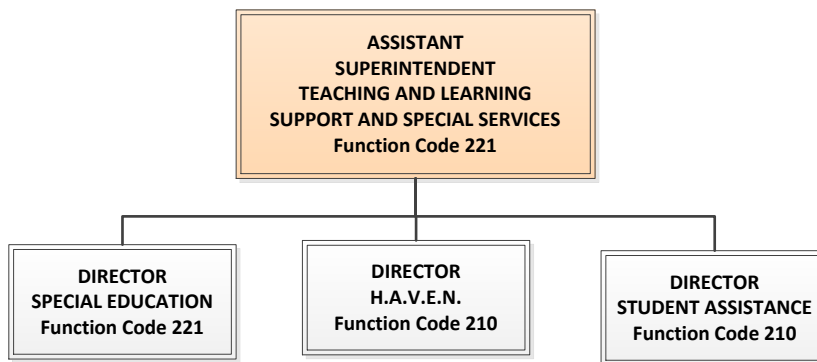 ASSISTANT
SUPERINTENDENT
TEACHING AND LEARNING
SUPPORT AND SPECIAL SERVICES
Function Code 221
DIRECTOR
SPECIAL EDUCATION
Function Code 221
DIRECTOR
H.A.V.E.N.
Function Code 210
DIRECTOR
STUDENT ASSISTANCE
Function Code 210